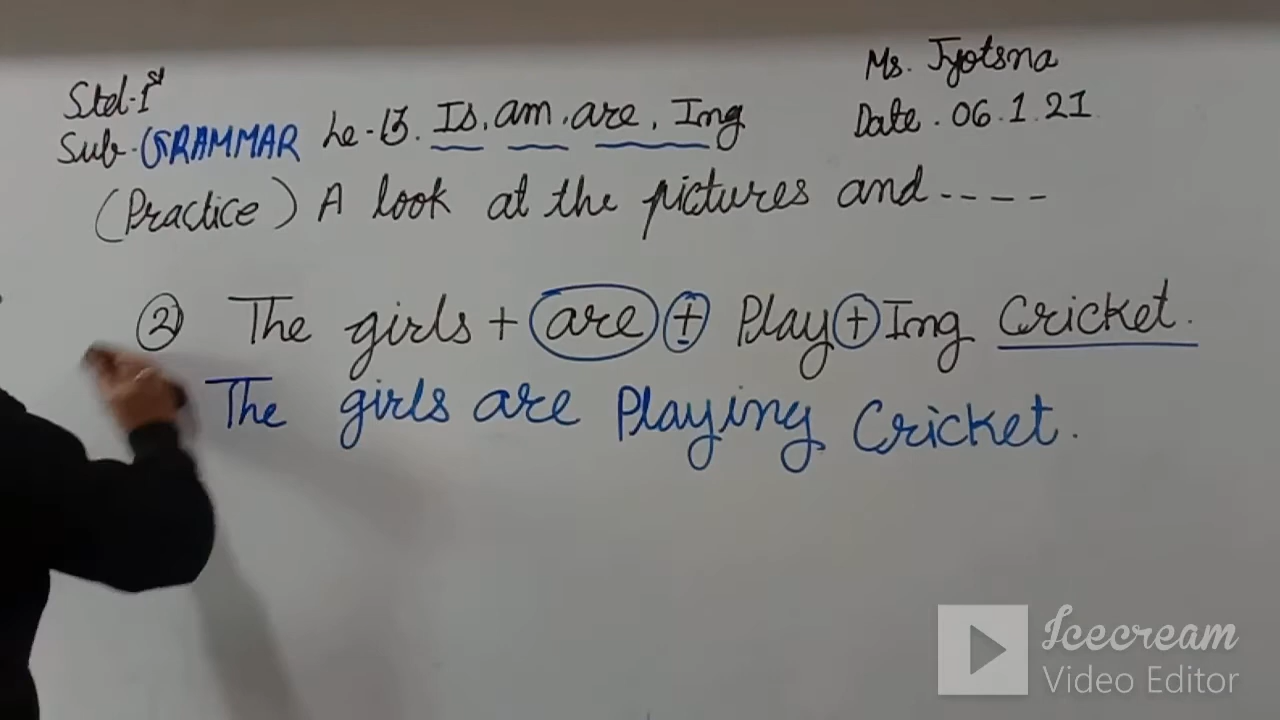 Std-Ist
Ms. Jyotsna
Sub-GRAMMAR Le-13. Is, am, are, Ing
Date. 06.1.21
(Practice) A look at the pictures and----
② The girls + are + Play + Ing Cricket.
The girls are Playing Cricket.
Icecream
Video Editor